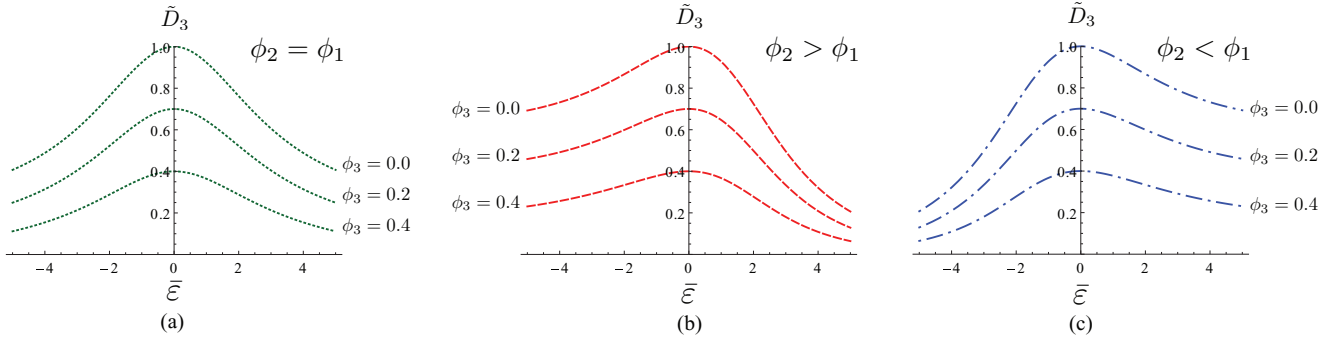 D̃₃
ϕ₂ = ϕ₁
1.0
0.8
0.6
0.4
0.2
ϕ₃ = 0.0
ϕ₃ = 0.2
ϕ₃ = 0.4
−4 −2 0 2 4
ε̄
(a)
D̃₃
ϕ₂ > ϕ₁
1.0
0.8
0.6
0.4
0.2
ϕ₃ = 0.0
ϕ₃ = 0.2
ϕ₃ = 0.4
−4 −2 0 2 4
ε̄
(b)
D̃₃
ϕ₂ < ϕ₁
1.0
0.8
0.6
0.4
0.2
ϕ₃ = 0.0
ϕ₃ = 0.2
ϕ₃ = 0.4
−4 −2 0 2 4
ε̄
(c)